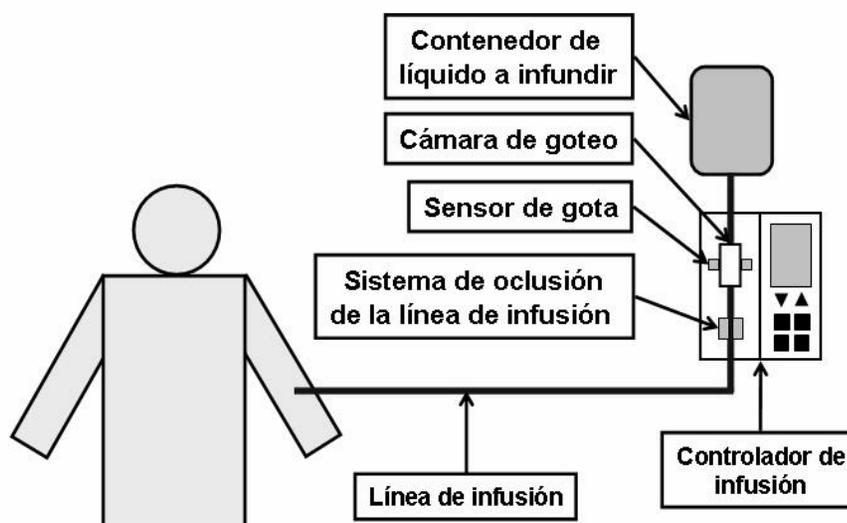 Contenedor de
líquido a infundir
Cámara de goteo
Sensor de gota
Sistema de oclusión
de la línea de infusión
Línea de infusión
Controlador de
infusión